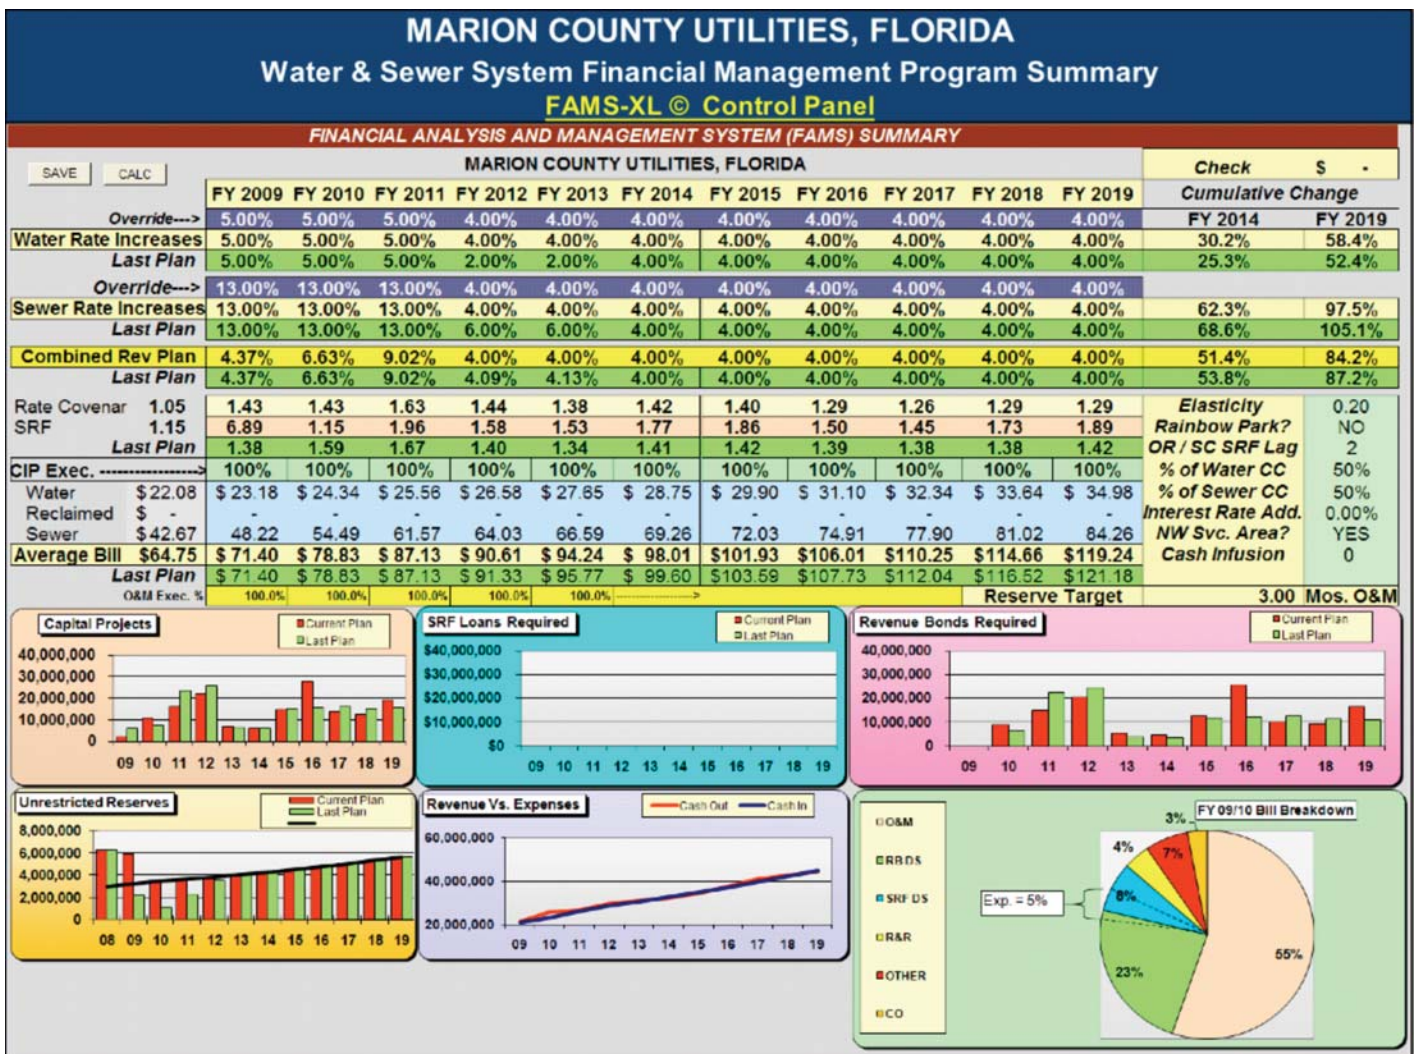 MARION COUNTY UTILITIES, FLORIDA
Water & Sewer System Financial Management Program Summary
FAMS-XL © Control Panel
FINANCIAL ANALYSIS AND MANAGEMENT SYSTEM (FAMS) SUMMARY
SAVE CALC MARION COUNTY UTILITIES, FLORIDA Check $ -
FY 2009 FY 2010 FY 2011 FY 2012 FY 2013 FY 2014 FY 2015 FY 2016 FY 2017 FY 2018 FY 2019 Cumulative Change
Override---> 5.00% 5.00% 5.00% 4.00% 4.00% 4.00% 4.00% 4.00% 4.00% 4.00% 4.00% FY 2014 FY 2019
Water Rate Increases 5.00% 5.00% 5.00% 4.00% 4.00% 4.00% 4.00% 4.00% 4.00% 4.00% 4.00% 30.2% 58.4%
Last Plan 5.00% 5.00% 5.00% 2.00% 2.00% 4.00% 4.00% 4.00% 4.00% 4.00% 4.00% 25.3% 52.4%
Override---> 13.00% 13.00% 13.00% 4.00% 4.00% 4.00% 4.00% 4.00% 4.00% 4.00% 4.00%
Sewer Rate Increases 13.00% 13.00% 13.00% 4.00% 4.00% 4.00% 4.00% 4.00% 4.00% 4.00% 4.00% 62.3% 97.5%
Last Plan 13.00% 13.00% 13.00% 6.00% 6.00% 4.00% 4.00% 4.00% 4.00% 4.00% 4.00% 68.6% 105.1%
Combined Rev Plan 4.37% 6.63% 9.02% 4.00% 4.00% 4.00% 4.00% 4.00% 4.00% 4.00% 4.00% 51.4% 84.2%
Last Plan 4.37% 6.63% 9.02% 4.09% 4.13% 4.00% 4.00% 4.00% 4.00% 4.00% 4.00% 53.8% 87.2%
Rate Covenar 1.05 1.43 1.43 1.63 1.44 1.38 1.42 1.40 1.29 1.26 1.29 1.29 Elasticity 0.20
SRF 1.15 6.89 1.15 1.96 1.58 1.53 1.77 1.86 1.50 1.45 1.73 1.89 Rainbow Park? NO
Last Plan 1.38 1.59 1.67 1.40 1.34 1.41 1.42 1.39 1.38 1.38 1.42 OR / SC SRF Lag 2
CIP Exec. -----------------> 100% 100% 100% 100% 100% 100% 100% 100% 100% 100% 100% % of Water CC 50%
Water $22.08 $ 23.18 $ 24.34 $ 25.56 $ 26.58 $ 27.65 $ 28.75 $ 29.90 $ 31.10 $ 32.34 $ 33.64 $ 34.98 % of Sewer CC 50%
Reclaimed $ - - - - - - - - - - - - Interest Rate Add. 0.00%
Sewer $42.67 48.22 54.49 61.57 64.03 66.59 69.26 72.03 74.91 77.90 81.02 84.26 NW Svc. Area? YES
Average Bill $64.75 $ 71.40 $ 78.83 $ 87.13 $ 90.61 $ 94.24 $ 98.01 $101.93 $106.01 $110.25 $114.66 $119.24 Cash Infusion 0
Last Plan $ 71.40 $ 78.83 $ 87.13 $ 91.33 $ 95.77 $ 99.60 $103.59 $107.73 $112.04 $116.52 $121.18
O&M Exec. % 100.0% 100.0% 100.0% 100.0% 100.0% ------------------> Reserve Target 3.00 Mos. O&M
Capital Projects
Current Plan
Last Plan
40,000,000
30,000,000
20,000,000
10,000,000
0
09 10 11 12 13 14 15 16 17 18 19
SRF Loans Required
Current Plan
Last Plan
$40,000,000
$30,000,000
$20,000,000
$10,000,000
$0
09 10 11 12 13 14 15 16 17 18 19
Revenue Bonds Required
Current Plan
Last Plan
40,000,000
30,000,000
20,000,000
10,000,000
0
09 10 11 12 13 14 15 16 17 18 19
Unrestricted Reserves
Current Plan
Last Plan
8,000,000
6,000,000
4,000,000
2,000,000
0
08 09 10 11 12 13 14 15 16 17 18 19
Revenue Vs. Expenses
Cash Out Cash In
60,000,000
40,000,000
20,000,000
09 10 11 12 13 14 15 16 17 18 19
FY 09/10 Bill Breakdown
O&M
RB DS
SRF DS
R&R
OTHER
CO
Exp. = 5%
3%
4%
7%
8%
23%
55%